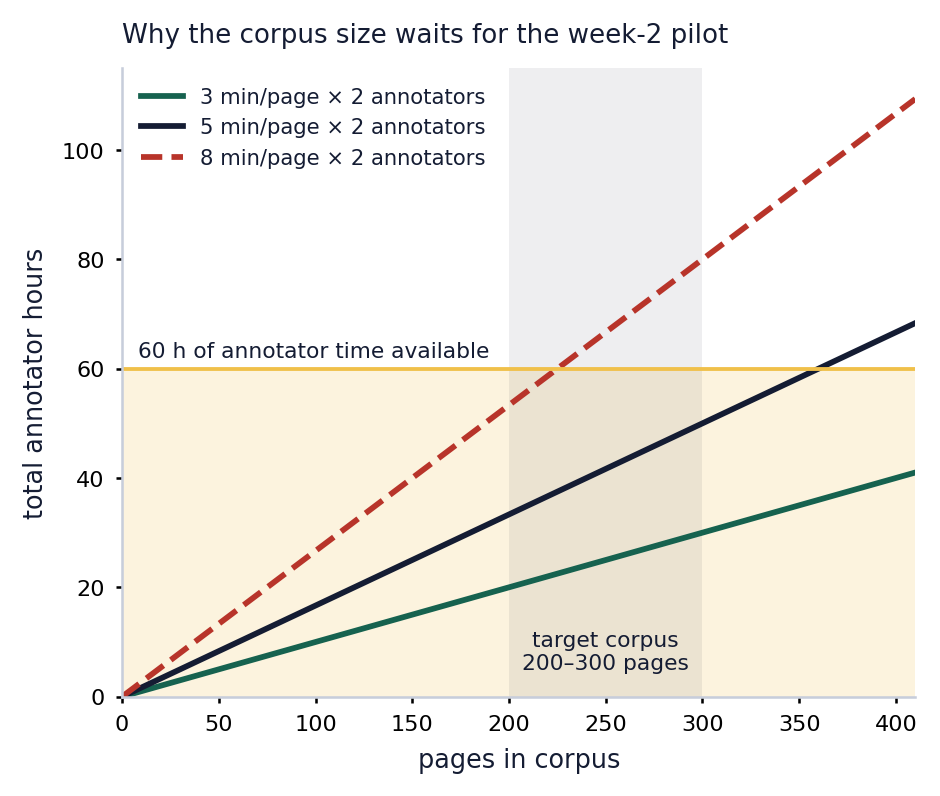 Why the corpus size waits for the week-2 pilot
3 min/page × 2 annotators
5 min/page × 2 annotators
8 min/page × 2 annotators
total annotator hours
100
80
60
40
20
0
60 h of annotator time available
target corpus
200–300 pages
0 50 100 150 200 250 300 350 400
pages in corpus